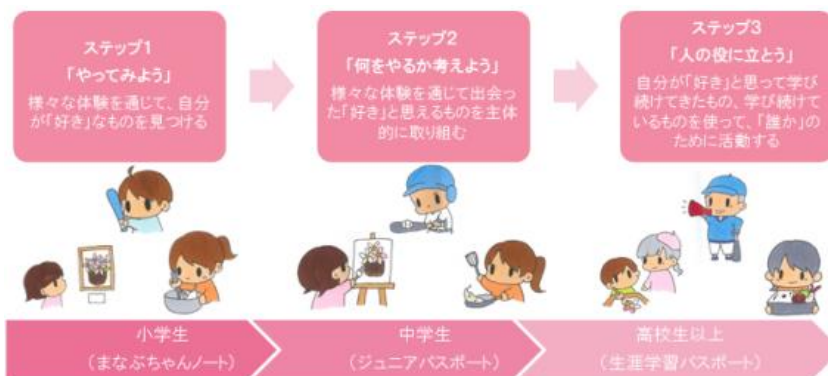 ステップ1
「やってみよう」
様々な体験を通じて、自分
が「好き」なものを見つける
ステップ2
「何をやるか考えよう」
様々な体験を通じて出会っ
た「好き」と思えるものを主体
的に取り組む
ステップ3
「人の役に立とう」
自分が「好き」と思って学び
続けてきたもの、学び続けて
いるものを使って、「誰か」の
ために活動する
小学生
(まなぶちゃんノート)
中学生
(ジュニアパスポート)
高校生以上
(生涯学習パスポート)